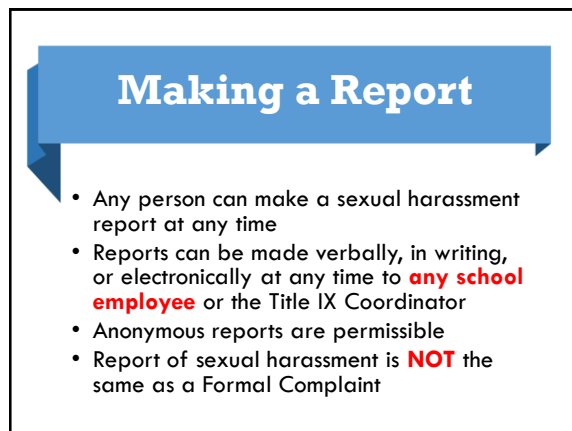 Making a Report
• Any person can make a sexual harassment
report at any time
• Reports can be made verbally, in writing,
or electronically at any time to any school
employee or the Title IX Coordinator
• Anonymous reports are permissible
• Report of sexual harassment is NOT the
same as a Formal Complaint